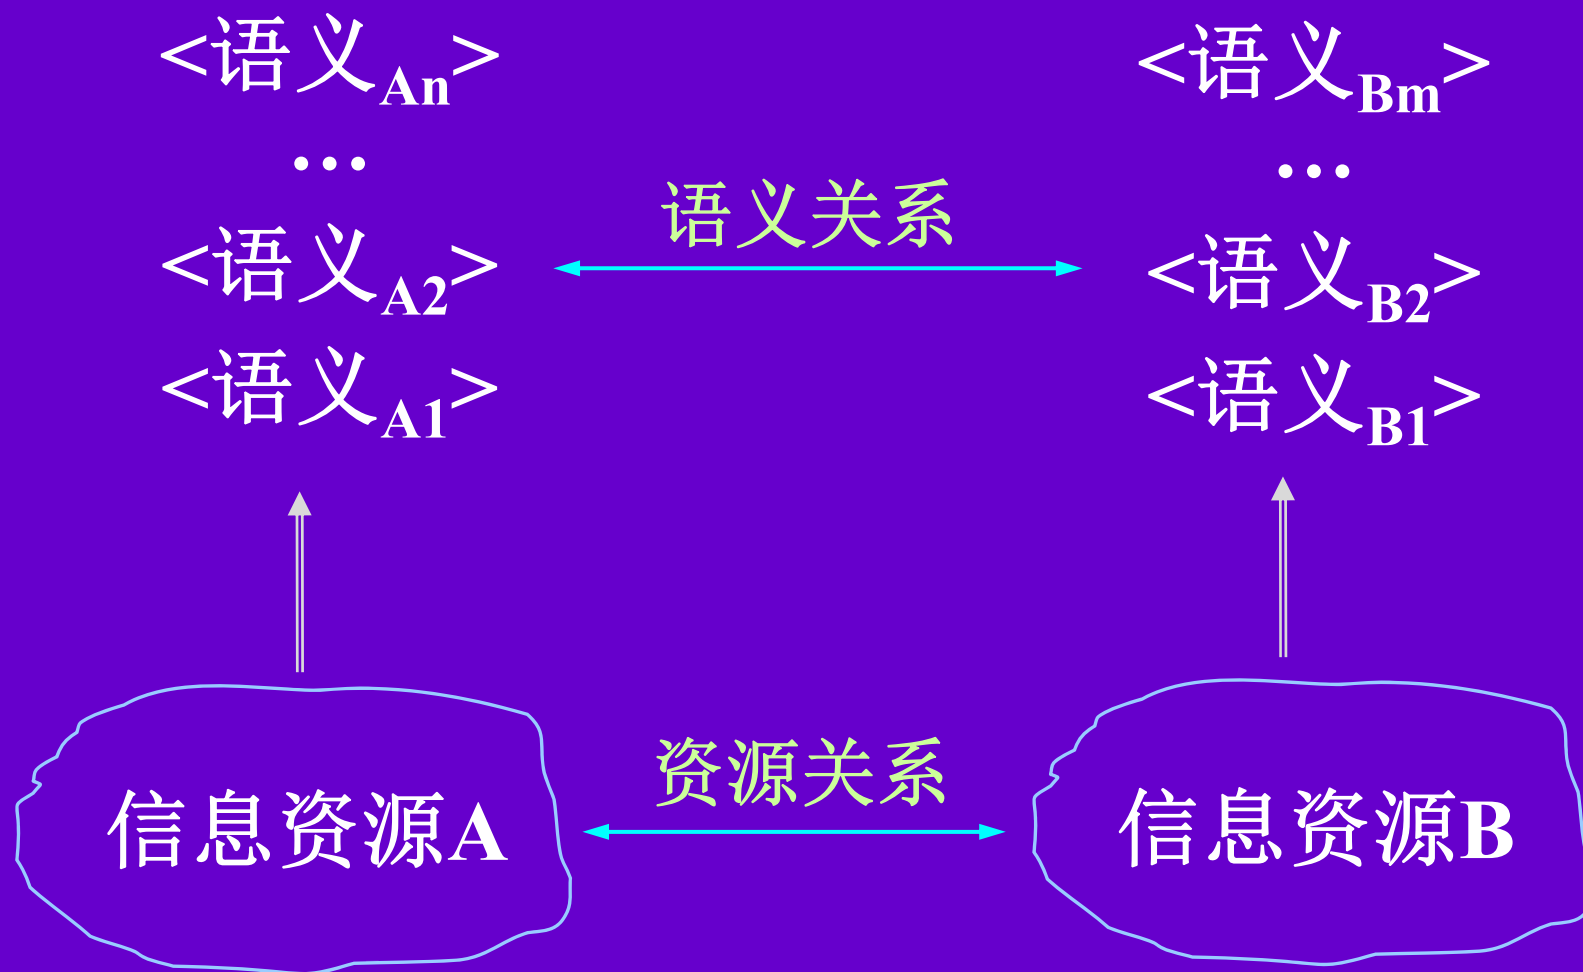 <语义An>
...
<语义A2>
<语义A1>
<语义Bm>
...
<语义B2>
<语义B1>
语义关系
信息资源A
资源关系
信息资源B